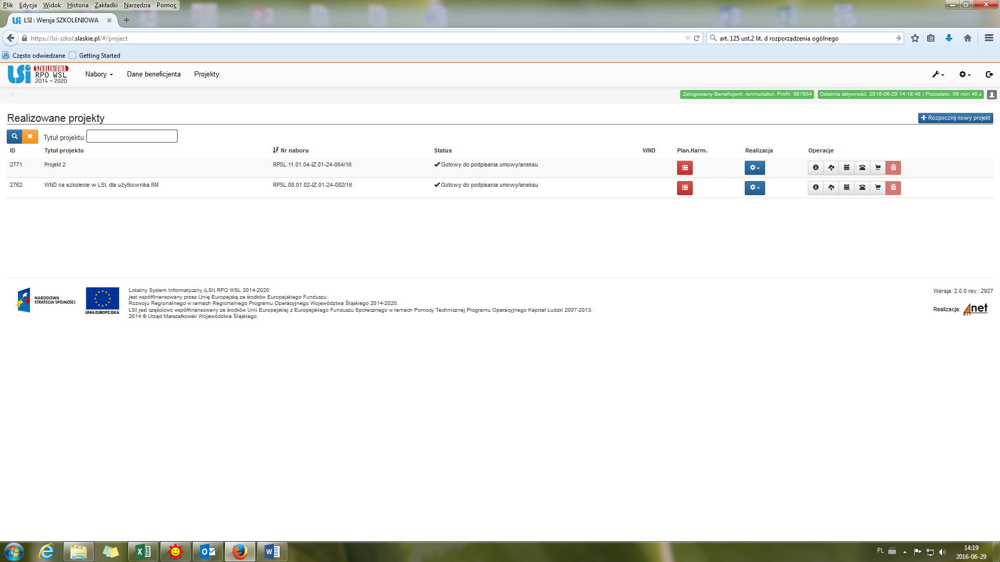 Plik Edycja Widok Historia Zakładki Narzędzia Pomoc
LSI : Wersja SZKOLENIOWA
https://lsi-szkol.slaskie.pl/#/project
art. 125 ust.2 lit. d rozporządzenia ogólnego
Często odwiedzane Getting Started
LSI SZKOLENIOWA
RPO WSL
2014 – 2020
Nabory Dane beneficjenta Projekty
/
Zalogowany Beneficjent: renmolszkol; Profil: 987654 Ostatnia aktywność: 2016-06-29 14:18:48 | Pozostało: 59 min 45 s
Realizowane projekty
Rozpocznij nowy projekt
Tytuł projektu:
ID Tytuł projektu Nr naboru Status WND Plan.Harm. Realizacja Operacje
2771 Projekt 2 RPSL.11.01.04-IZ.01-24-064/16 Gotowy do podpisania umowy/aneksu
2762 WND na szkolenie w LSI, dla użytkownika RM RPSL.08.01.02-IZ.01-24-082/16 Gotowy do podpisania umowy/aneksu
NARODOWA
STRATEGIA SPÓJNOŚCI
UNIA EUROPEJSKA
Lokalny System Informatyczny (LSI) RPO WSL 2014-2020
jest współfinansowany przez Unię Europejską ze środków Europejskiego Funduszu
Rozwoju Regionalnego w ramach Regionalnego Programu Operacyjnego Województwa Śląskiego 2014-2020.
LSI jest częściowo współfinansowany ze środków Unii Europejskiej z Europejskiego Funduszu Społecznego w ramach Pomocy Technicznej Programu Operacyjnego Kapitał Ludzki 2007-2013.
2014 © Urząd Marszałkowski Województwa Śląskiego
Wersja: 2.0.0 rev.: 2927
Realizacja: net
PL
14:19
2016-06-29